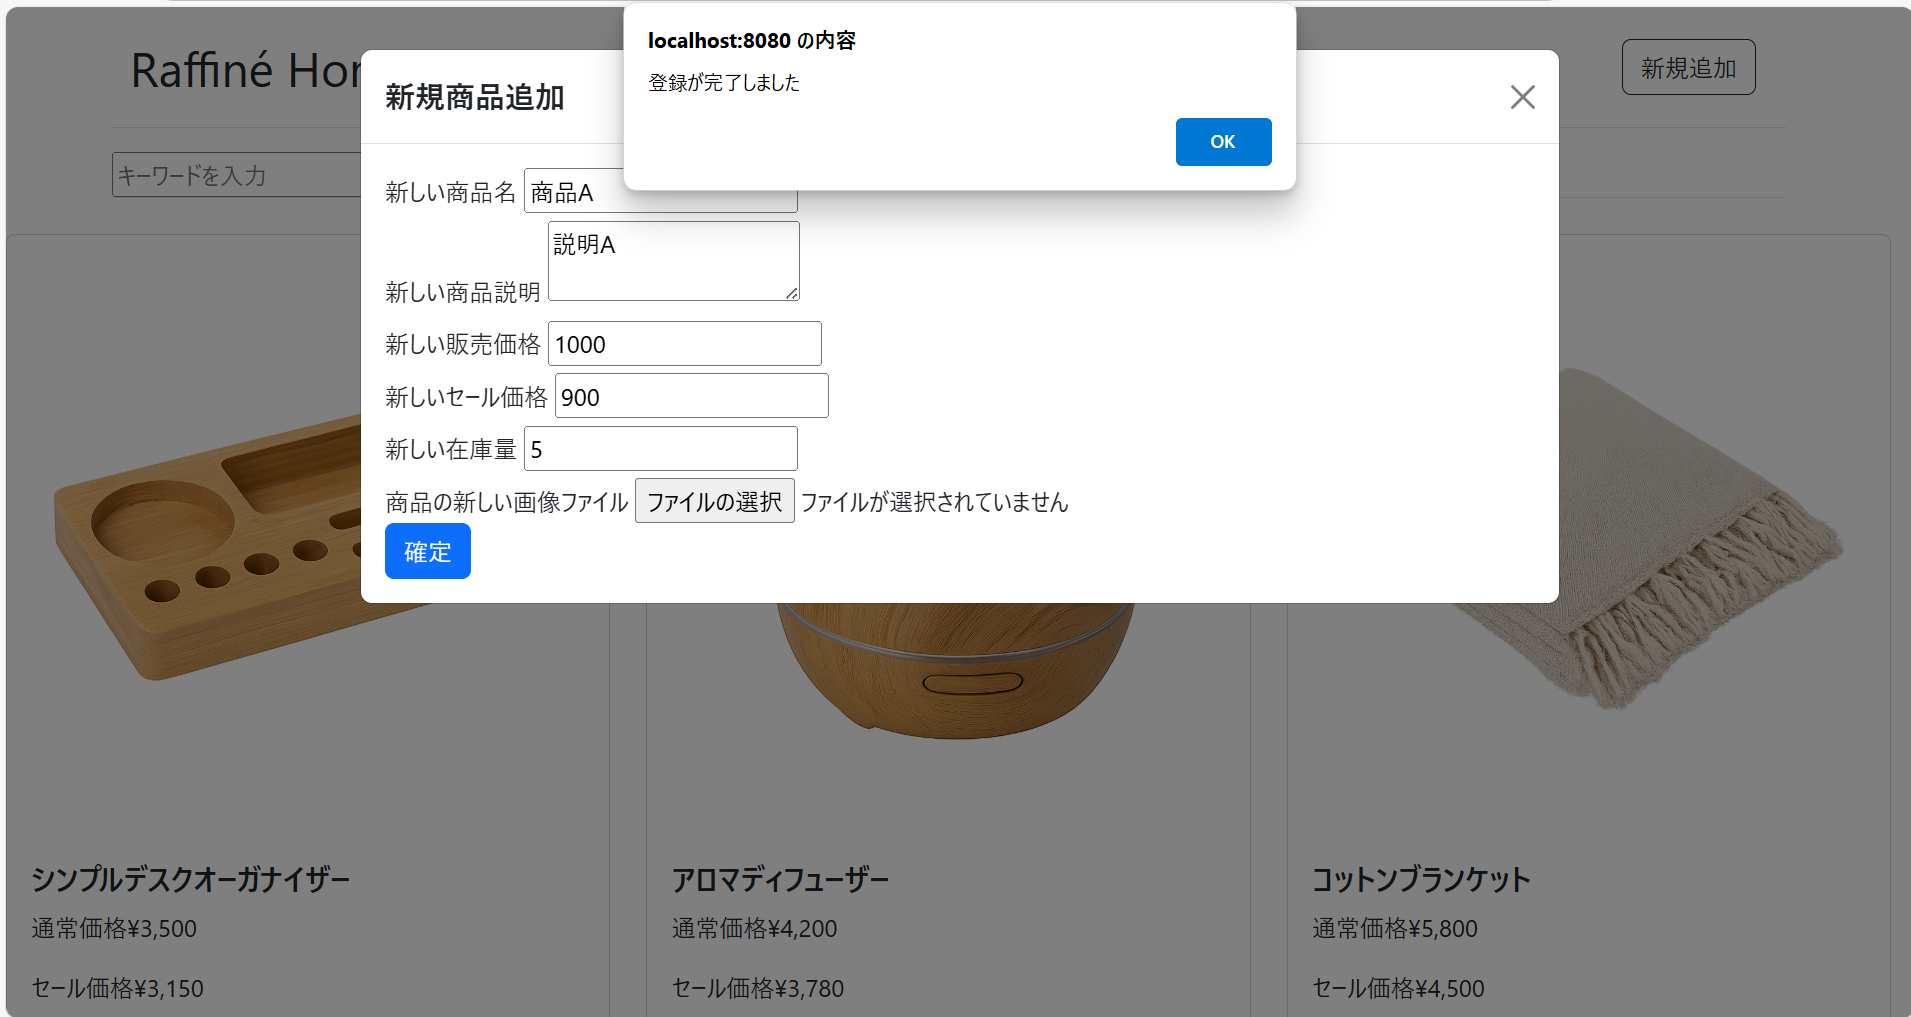 localhost:8080 の内容
登録が完了しました
OK
Raffiné Hor
新規追加
新規商品追加
キーワードを入力
新しい商品名 商品A
説明A
新しい商品説明
新しい販売価格 1000
新しいセール価格 900
新しい在庫量 5
商品の新しい画像ファイル ファイルの選択 ファイルが選択されていません
確定
シンプルデスクオーガナイザー
通常価格¥3,500
セール価格¥3,150
アロマディフューザー
通常価格¥4,200
セール価格¥3,780
コットンブランケット
通常価格¥5,800
セール価格¥4,500